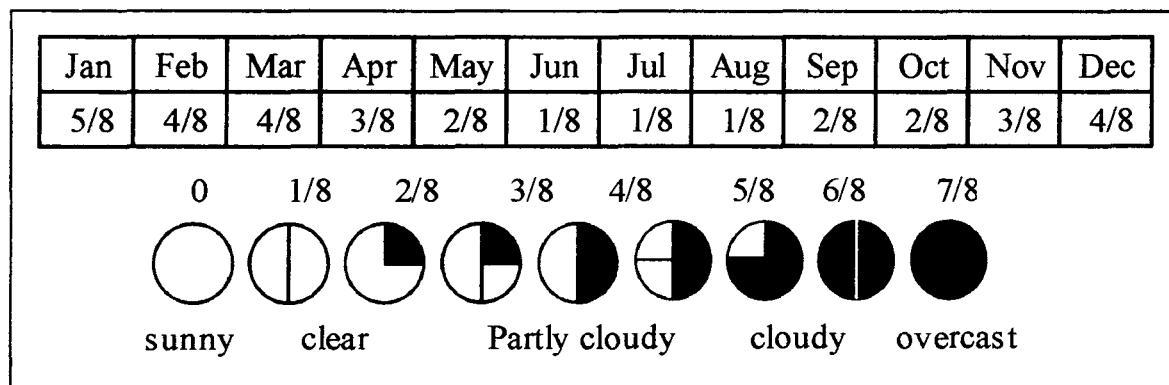 Jan Feb Mar Apr May Jun Jul Aug Sep Oct Nov Dec
5/8 4/8 4/8 3/8 2/8 1/8 1/8 1/8 2/8 2/8 3/8 4/8
0 1/8 2/8 3/8 4/8 5/8 6/8 7/8
sunny clear Partly cloudy cloudy overcast